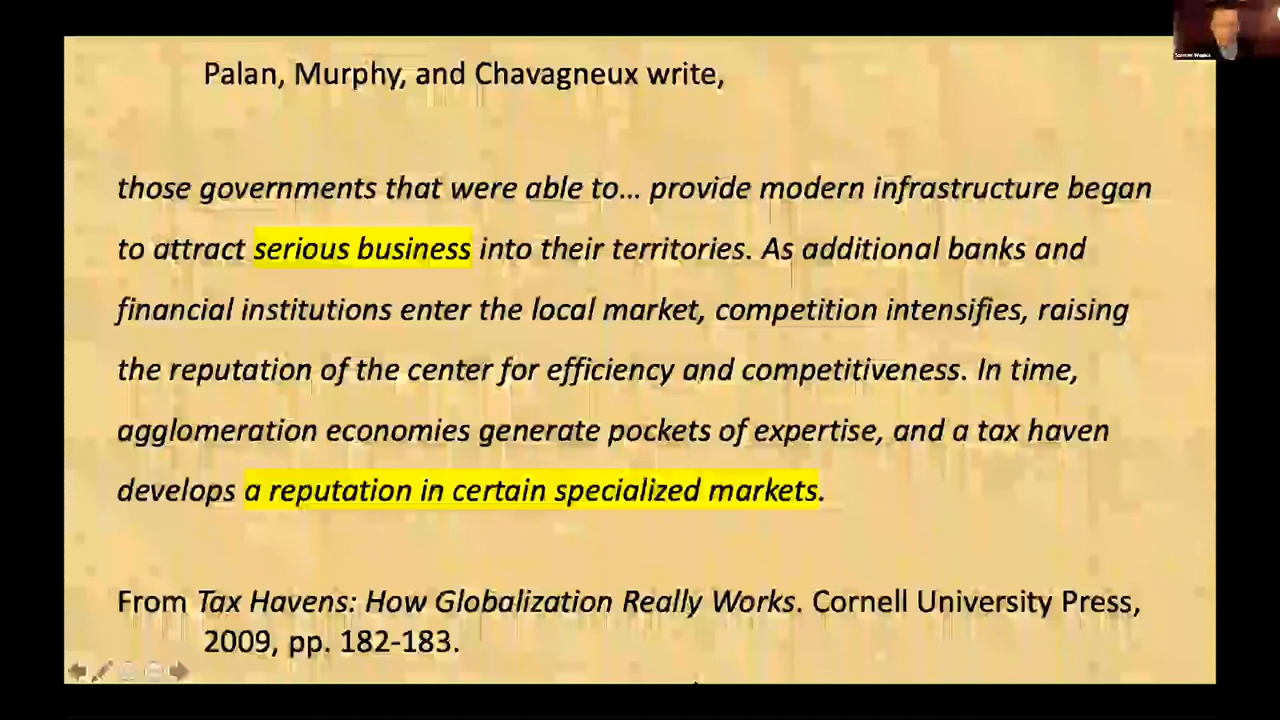 Palan, Murphy, and Chavagneux write,
those governments that were able to... provide modern infrastructure began
to attract serious business into their territories. As additional banks and
financial institutions enter the local market, competition intensifies, raising
the reputation of the center for efficiency and competitiveness. In time,
agglomeration economies generate pockets of expertise, and a tax haven
develops a reputation in certain specialized markets.
From Tax Havens: How Globalization Really Works. Cornell University Press,
2009, pp. 182-183.